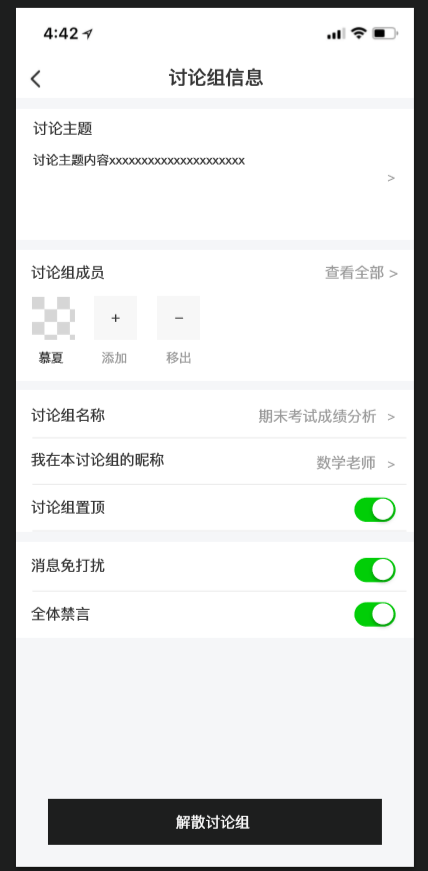 4:42
讨论组信息
讨论主题
讨论主题内容xxxxxxxxxxxxxxxxxxxxx
>
讨论组成员 查看全部 >
+ −
慕夏 添加 移出
讨论组名称 期末考试成绩分析 >
我在本讨论组的昵称 数学老师 >
讨论组置顶
消息免打扰
全体禁言
解散讨论组